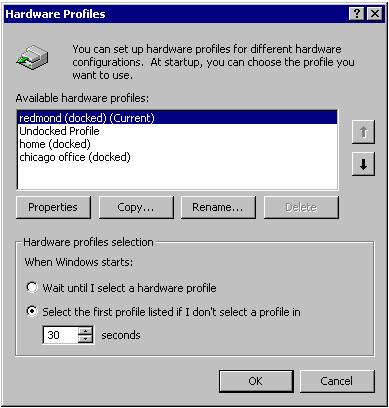 Hardware Profiles
You can set up hardware profiles for different hardware
configurations. At startup, you can choose the profile you
want to use.
Available hardware profiles:
redmond (docked) (Current)
Undocked Profile
home (docked)
chicago office (docked)
Properties Copy... Rename... Delete
Hardware profiles selection
When Windows starts:
Wait until I select a hardware profile
Select the first profile listed if I don't select a profile in
30 seconds
OK Cancel